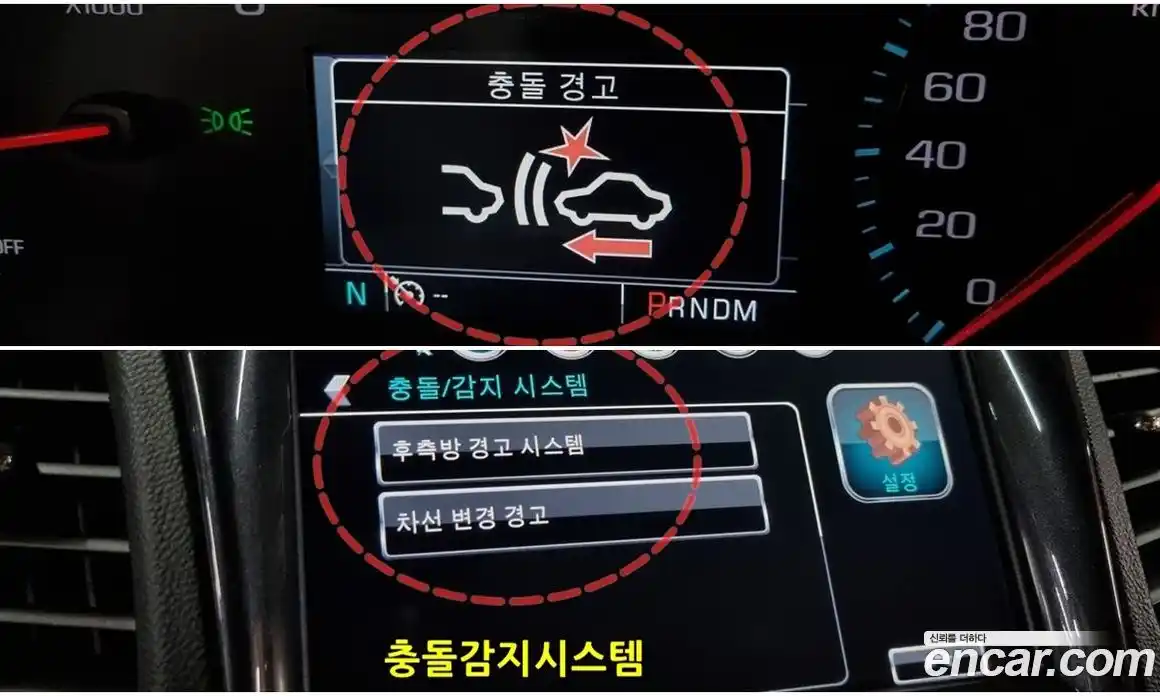 X1000
0
충돌 경고
80
60
40
20
0
OFF
N
--
PRNDM
충돌/감지 시스템
후측방 경고 시스템
차선 변경 경고
설정
충돌감지시스템
신뢰를 더하다
encar.com